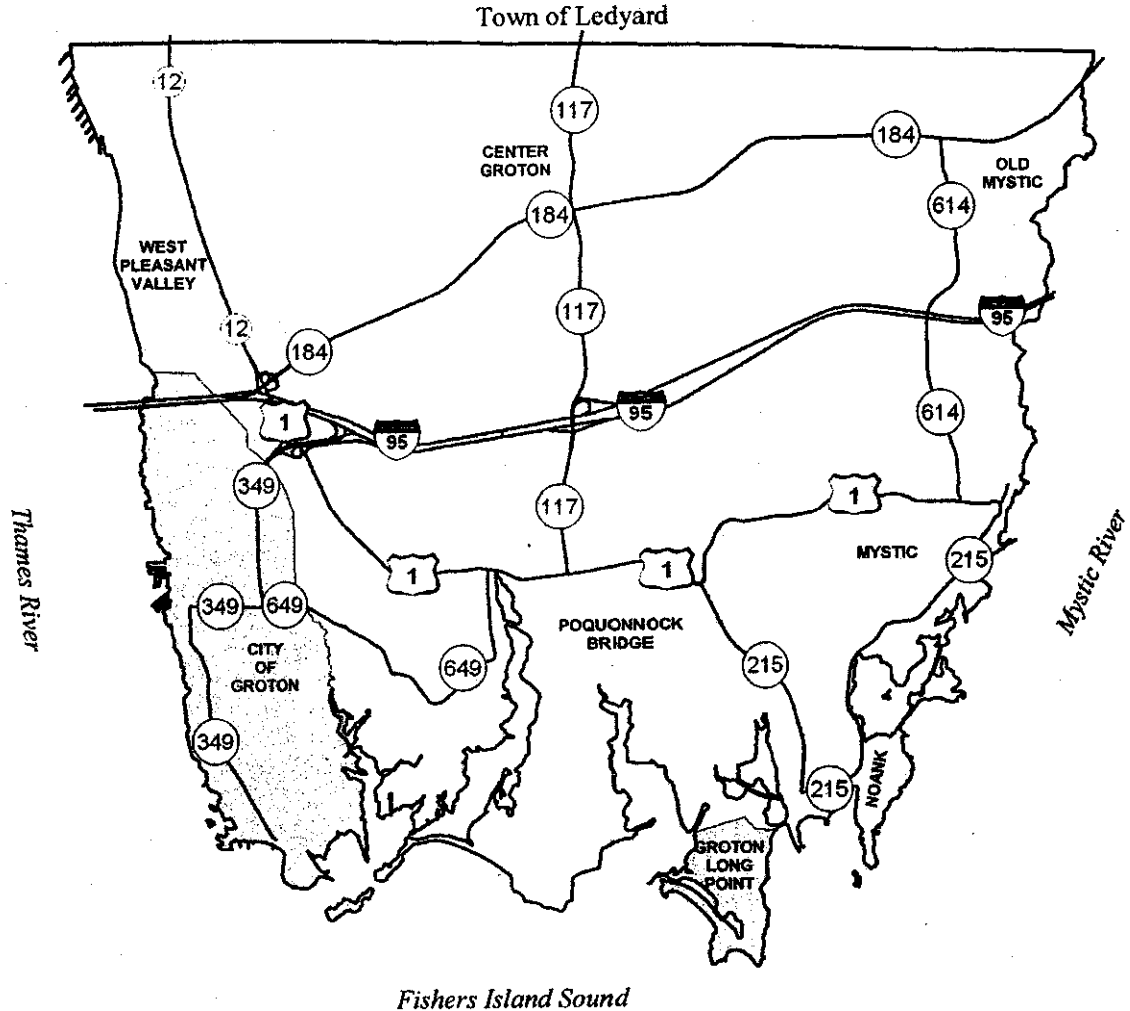 Town of Ledyard
12
117
184
CENTER
GROTON
OLD
MYSTIC
614
184
WEST
PLEASANT
VALLEY
12
117
95
184
95
1
95
614
349
117
1
Thames River
MYSTIC
215
Mystic River
1
1
349
649
POQUONNOCK
BRIDGE
CITY
OF
GROTON
649
215
349
215
NOANK
GROTON
LONG
POINT
Fishers Island Sound